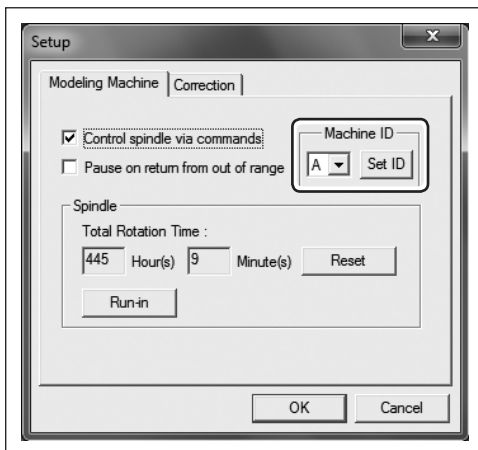 Setup
x
Modeling Machine Correction
Control spindle via commands
Pause on return from out of range
Machine ID
A Set ID
Spindle
Total Rotation Time :
445 Hour(s) 9 Minute(s) Reset
Run-in
OK Cancel